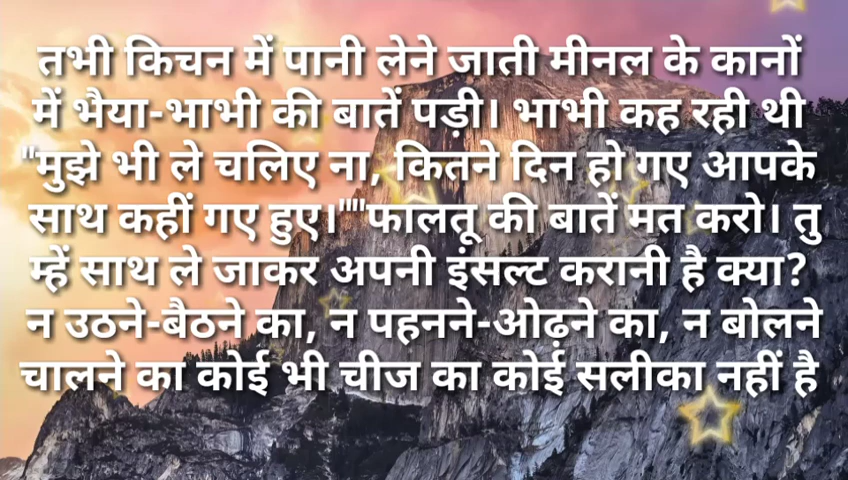 तभी किचन में पानी लेने जाती मीनल के कानों
में भैया-भाभी की बातें पड़ी। भाभी कह रही थी
"मुझे भी ले चलिए ना, कितने दिन हो गए आपके
साथ कहीं गए हुए।""फालतू की बातें मत करो। तु
म्हें साथ ले जाकर अपनी इंसल्ट करानी है क्या?
न उठने-बैठने का, न पहनने-ओढ़ने का, न बोलने
चालने का कोई भी चीज का कोई सलीका नहीं है